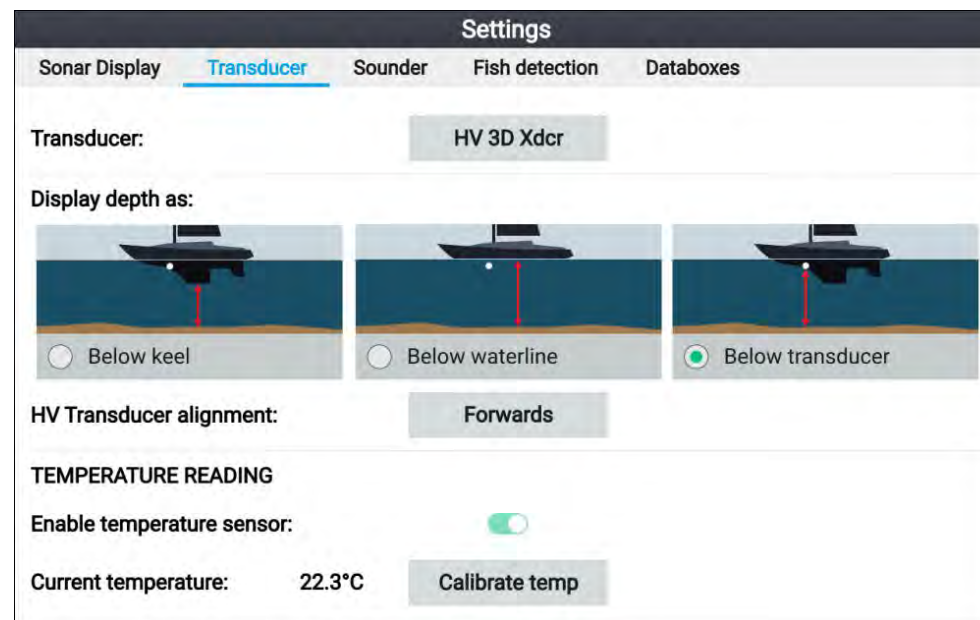 Settings
Sonar Display Transducer Sounder Fish detection Databoxes
Transducer: HV 3D Xdcr
Display depth as:
Below keel Below waterline Below transducer
HV Transducer alignment: Forwards
TEMPERATURE READING
Enable temperature sensor:
Current temperature: 22.3°C Calibrate temp